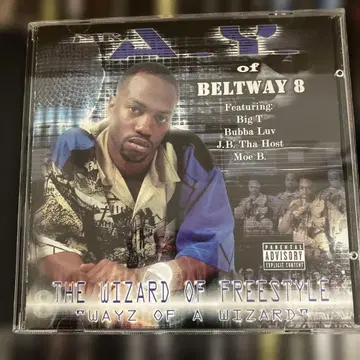 A.V.
of
BELTWAY 8
Featuring:
Big T
Bubba Luv
J.B. Tha Host
Moe B.
PARENTAL
ADVISORY
EXPLICIT CONTENT
THE WIZARD OF FREESTYLE
"WAYZ OF A WIZARD"